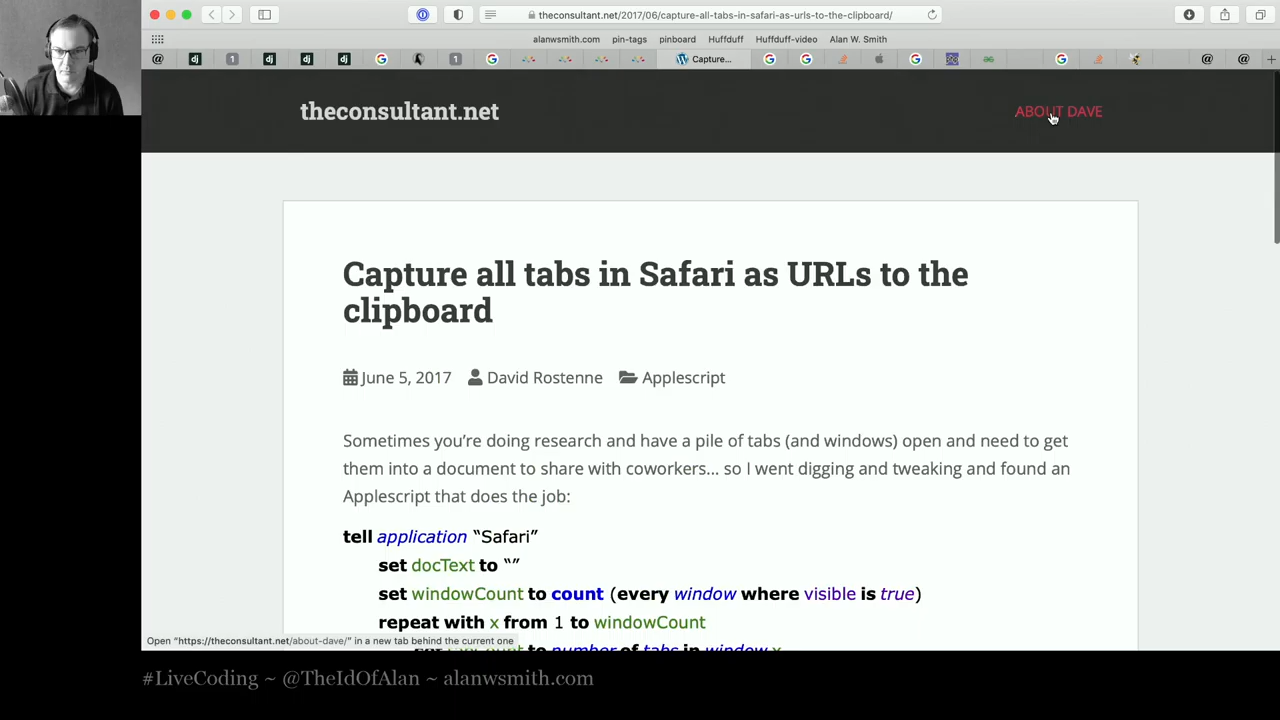 theconsultant.net/2017/06/capture-all-tabs-in-safari-as-urls-to-the-clipboard/
alanwsmith.com pin-tags pinboard Huffduff Huffduff-video Alan W. Smith
Capture...
theconsultant.net
ABOUT DAVE
Capture all tabs in Safari as URLs to the
clipboard
June 5, 2017 David Rostenne Applescript
Sometimes you’re doing research and have a pile of tabs (and windows) open and need to get
them into a document to share with coworkers… so I went digging and tweaking and found an
Applescript that does the job:
tell application “Safari”
set docText to “”
set windowCount to count (every window where visible is true)
repeat with x from 1 to windowCount
to number of tabs in window x
Open “https://theconsultant.net/about-dave/” in a new tab behind the current one
#LiveCoding ~ @TheIdOfAlan ~ alanwsmith.com